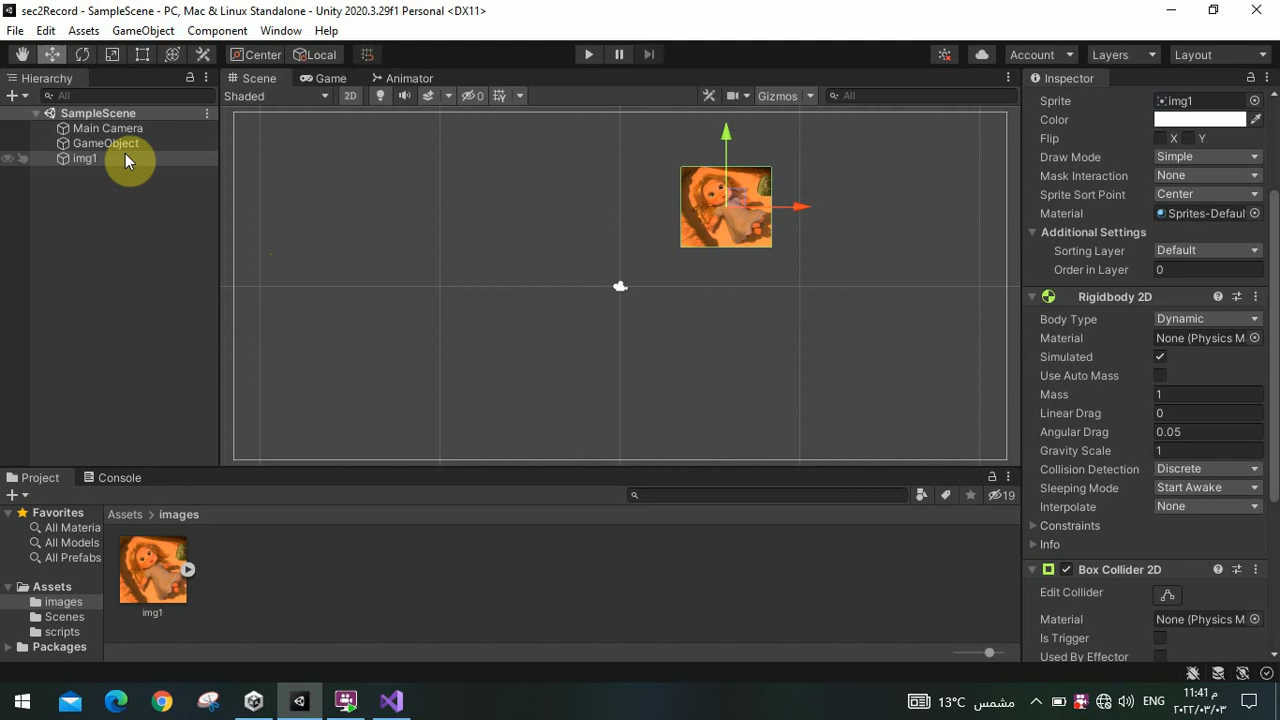 sec2Record - SampleScene - PC, Mac & Linux Standalone - Unity 2020.3.29f1 Personal <DX11>
File Edit Assets GameObject Component Window Help
Center Local Account Layers Layout
Hierarchy
All
SampleScene
Main Camera
GameObject
img1
Scene Game Animator
Shaded 2D 0 Gizmos All
Inspector
Sprite img1
Color
Flip X Y
Draw Mode Simple
Mask Interaction None
Sprite Sort Point Center
Material Sprites-Defaul
Additional Settings
Sorting Layer Default
Order in Layer 0
Rigidbody 2D
Body Type Dynamic
Material None (Physics M
Simulated
Use Auto Mass
Mass 1
Linear Drag 0
Angular Drag 0.05
Gravity Scale 1
Collision Detection Discrete
Sleeping Mode Start Awake
Interpolate None
Constraints
Info
Box Collider 2D
Edit Collider
Material None (Physics M
Is Trigger
Used By Effector
Project Console
19
Favorites
All Materia
All Models
All Prefabs
Assets
images
Scenes
scripts
Packages
Assets > images
img1
13°C مشمس
ENG
11:41 م
٢٠٢٢/٠٣/٠٣